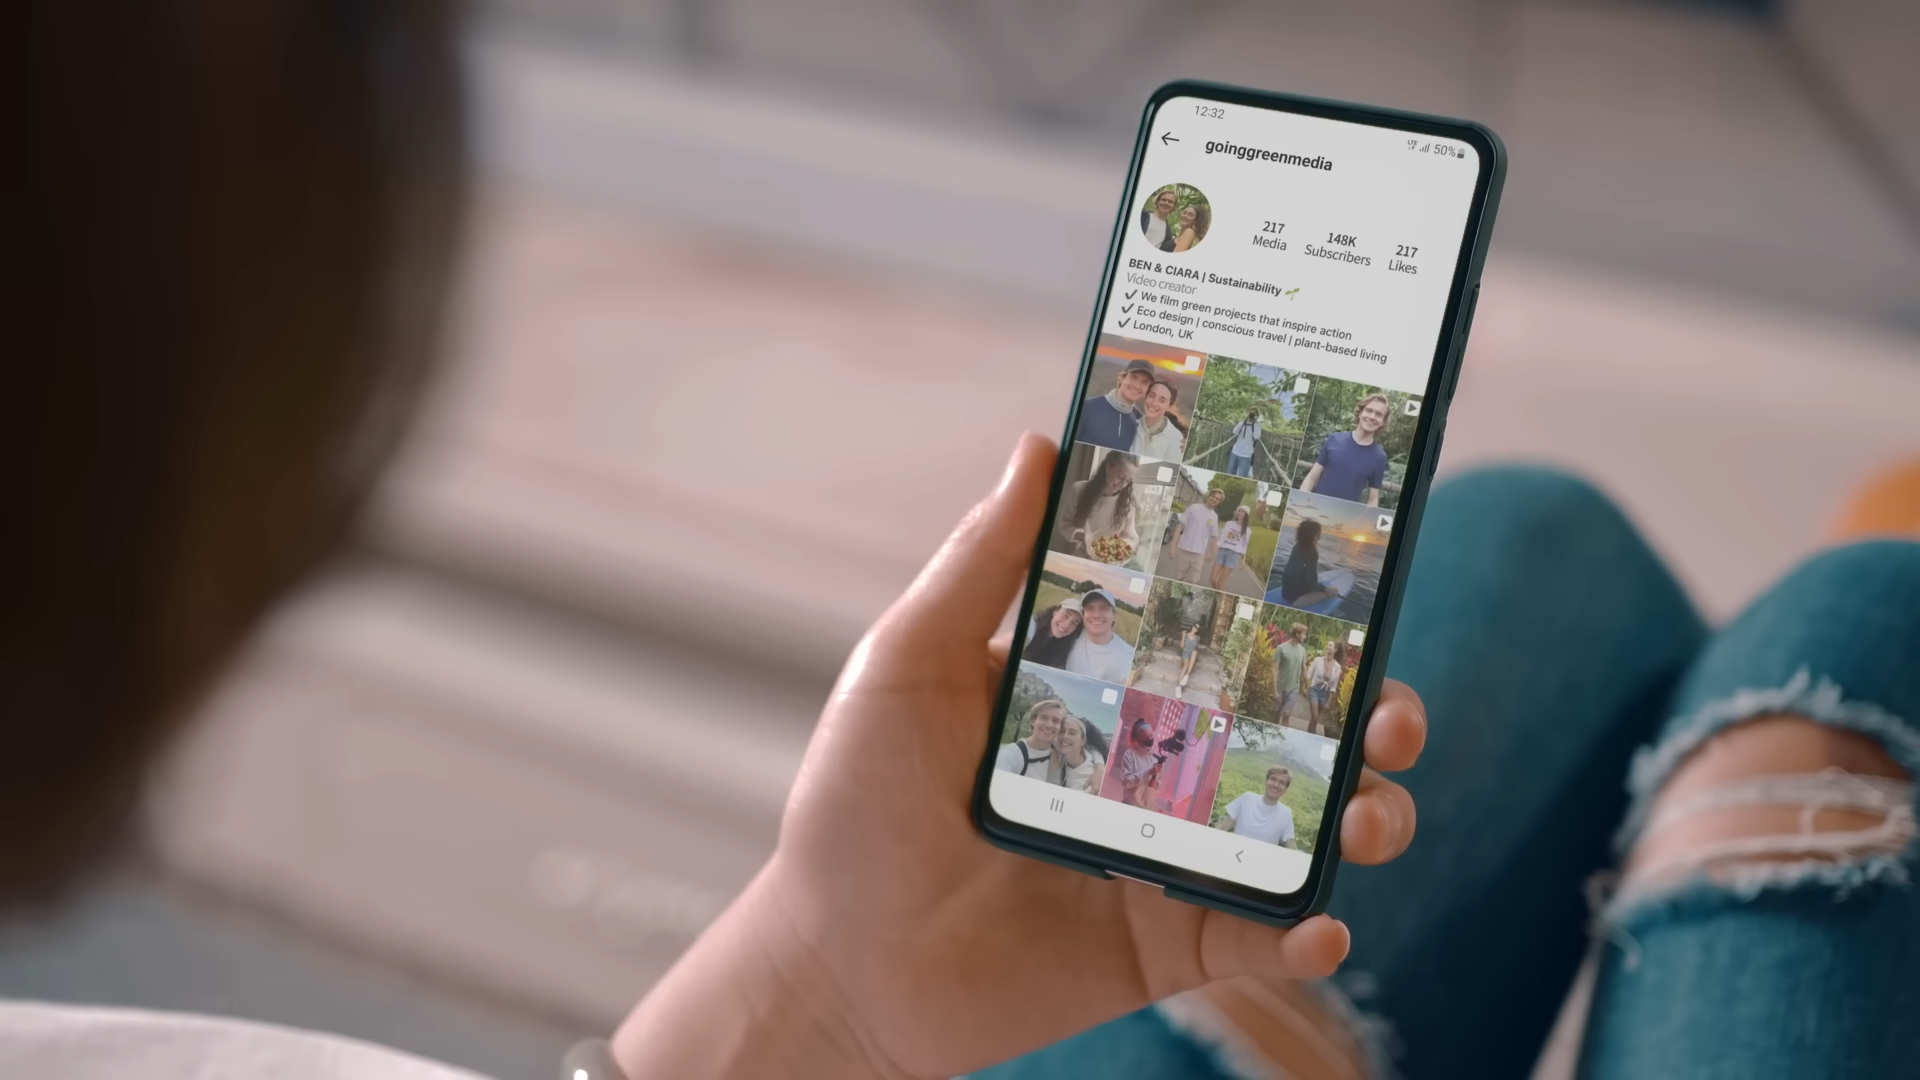 12:32
LTE 50%
goinggreenmedia
217 148K 217
Media Subscribers Likes
BEN & CIARA | Sustainability 🌱
Video creator
✓ We film green projects that inspire action
✓ Eco design | conscious travel | plant-based living
✓ London, UK